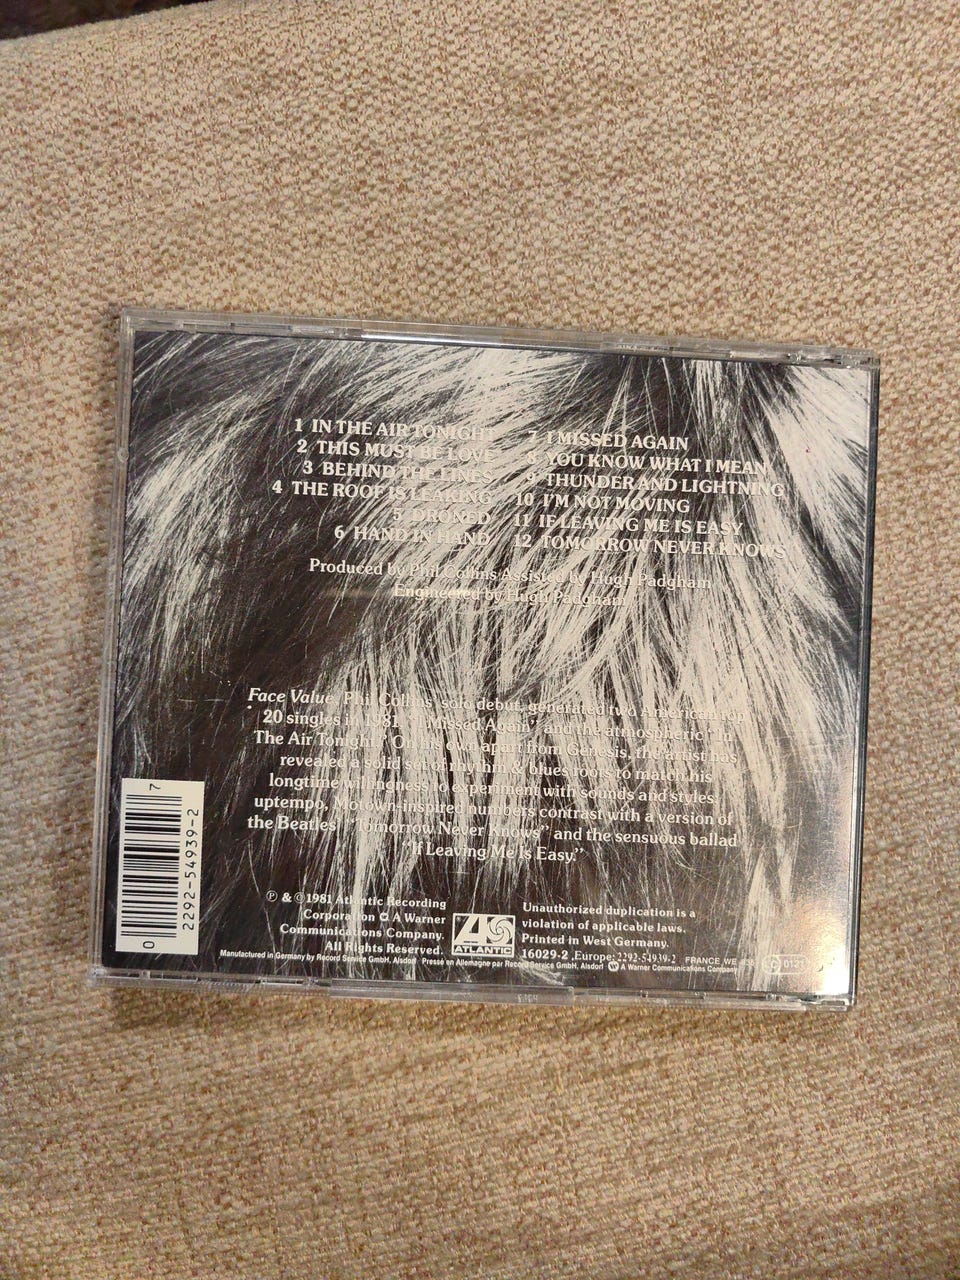 1 IN THE AIR TONIGHT
2 THIS MUST BE LOVE
3 BEHIND THE LINES
4 THE ROOF IS LEAKING
5 DRONED
6 HAND IN HAND
7 I MISSED AGAIN
8 YOU KNOW WHAT I MEAN
9 THUNDER AND LIGHTNING
10 I'M NOT MOVING
11 IF LEAVING ME IS EASY
12 TOMORROW NEVER KNOWS
Produced by Phil Collins Assisted by Hugh Padgham
Engineered by Hugh Padgham
Face Value, Phil Collins' solo debut, generated two American top
20 singles in 1981, "I Missed Again" and the atmospheric "In
The Air Tonight." On his own apart from Genesis, the artist has
revealed a solid set of rhythm & blues roots to match his
longtime willingness to experiment with sounds and styles;
uptempo, Motown-inspired numbers contrast with a version of
the Beatles' "Tomorrow Never Knows" and the sensuous ballad
"If Leaving Me Is Easy."
0 7
2292-54939-2
℗ & © 1981 Atlantic Recording
Corporation A Warner
Communications Company.
All Rights Reserved.
ATLANTIC
Unauthorized duplication is a
violation of applicable laws.
Printed in West Germany.
16029-2 Europe: 2292-54939-2 FRANCE WE
Manufactured in Germany by Record Service GmbH, Alsdorf Presse en Allemagne par Record Service GmbH, Alsdorf A Warner Communications Company